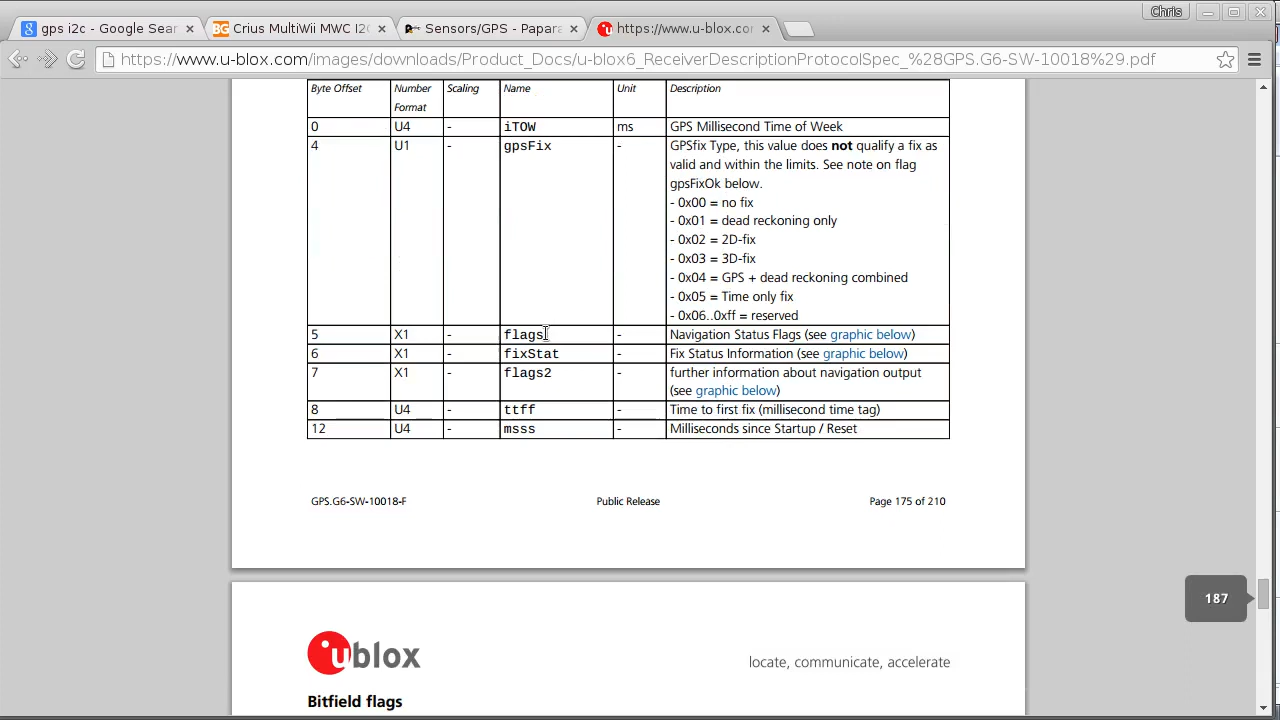 Chris
gps i2c - Google Sear
Crius MultiWii MWC I2C
Sensors/GPS - Papara
https://www.u-blox.com
https://www.u-blox.com/images/downloads/Product_Docs/u-blox6_ReceiverDescriptionProtocolSpec_%28GPS.G6-SW-10018%29.pdf
Byte Offset Number Format Scaling Name Unit Description
0 U4 - iTOW ms GPS Millisecond Time of Week
4 U1 - gpsFix - GPSfix Type, this value does not qualify a fix as
valid and within the limits. See note on flag
gpsFixOk below.
- 0x00 = no fix
- 0x01 = dead reckoning only
- 0x02 = 2D-fix
- 0x03 = 3D-fix
- 0x04 = GPS + dead reckoning combined
- 0x05 = Time only fix
- 0x06..0xff = reserved
5 X1 - flags - Navigation Status Flags (see graphic below)
6 X1 - fixStat - Fix Status Information (see graphic below)
7 X1 - flags2 - further information about navigation output
(see graphic below)
8 U4 - ttff - Time to first fix (millisecond time tag)
12 U4 - msss - Milliseconds since Startup / Reset
GPS.G6-SW-10018-F Public Release Page 175 of 210
187
ublox locate, communicate, accelerate
Bitfield flags